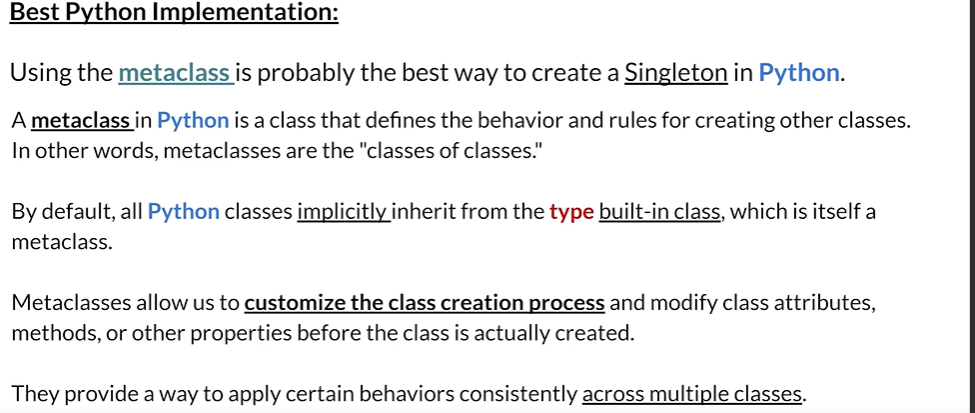 Best Python Implementation:
Using the metaclass is probably the best way to create a Singleton in Python.
A metaclass in Python is a class that defines the behavior and rules for creating other classes.
In other words, metaclasses are the "classes of classes."
By default, all Python classes implicitly inherit from the type built-in class, which is itself a
metaclass.
Metaclasses allow us to customize the class creation process and modify class attributes,
methods, or other properties before the class is actually created.
They provide a way to apply certain behaviors consistently across multiple classes.